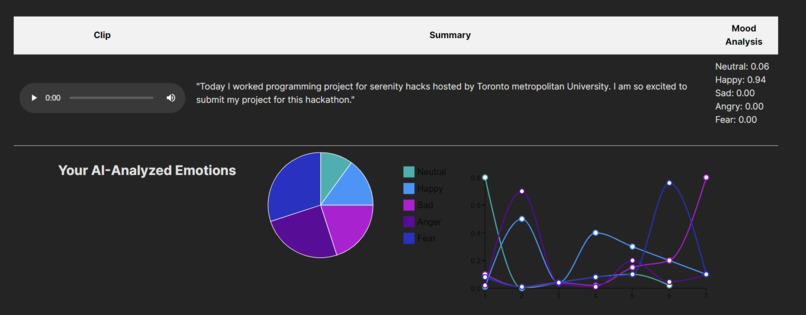 Clip
Summary
Mood
Analysis
0:00
"Today I worked programming project for serenity hacks hosted by Toronto metropolitan University. I am so excited to
submit my project for this hackathon."
Neutral: 0.06
Happy: 0.94
Sad: 0.00
Angry: 0.00
Fear: 0.00
Your AI-Analyzed Emotions
Neutral
Happy
Sad
Anger
Fear
0.6
0.4
0.2
1
2
3
4
5
6
7